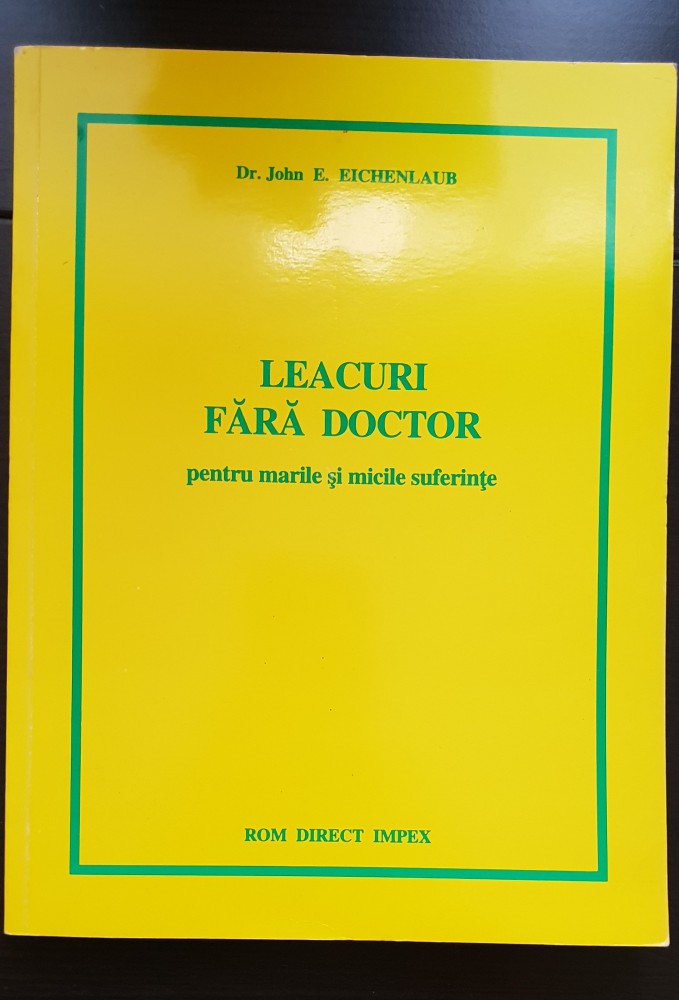 Dr. John E. EICHENLAUB
LEACURI
FĂRĂ DOCTOR
pentru marile şi micile suferinţe
ROM DIRECT IMPEX